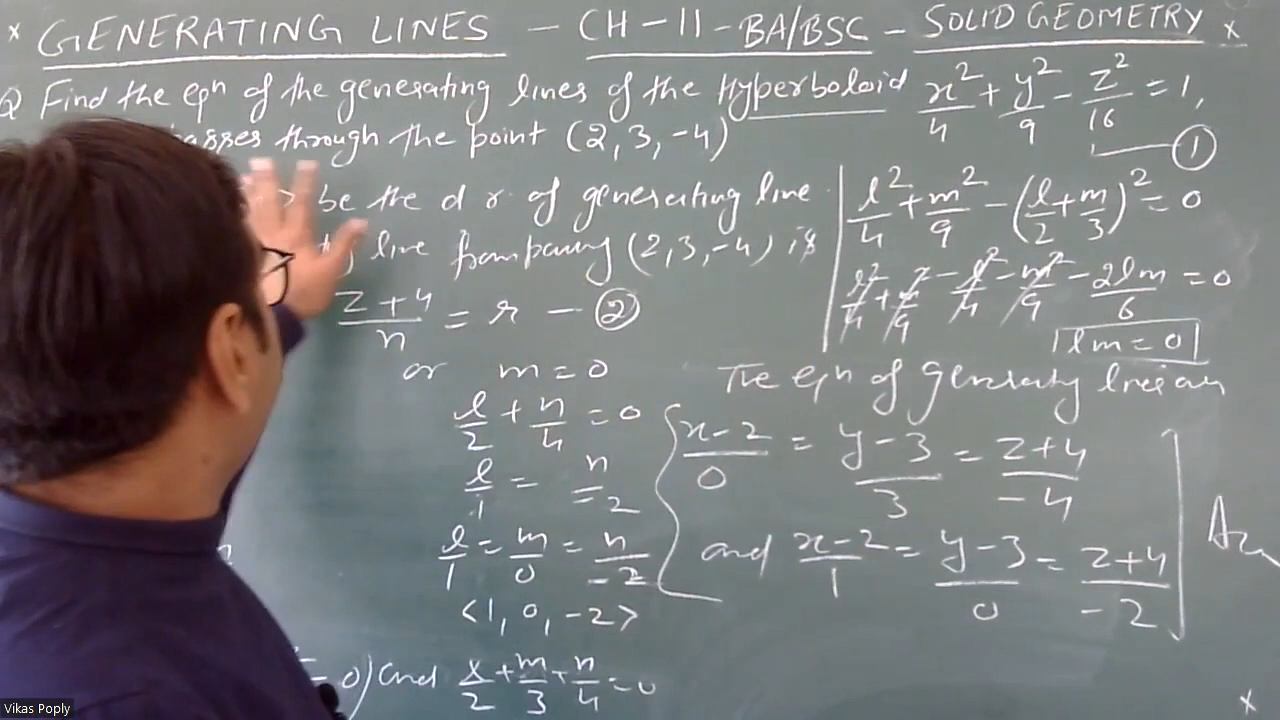 × GENERATING LINES - CH-11-BA/BSC - SOLID GEOMETRY ×
Q Find the eqn of the generating lines of the Hyperboloid x²/4 + y²/9 - z²/16 = 1, — ①
passes through the point (2, 3, -4)
be the d r. of generating line
line passing (2, 3, -4) is
z+4/n = r — ②
or m = 0
l/2 + n/4 = 0
l/1 = n/-2
l/1 = m/0 = n/-2
<1, 0, -2>
0) and l/2 + m/3 + n/4 = 0
l²/4 + m²/9 - (l/2 + m/3)² = 0
l²/4 + m²/9 - l²/4 - m²/9 - 2lm/6 = 0
lm = 0
The eqn of generating lines are
x-2/0 = y-3/3 = z+4/-4
and x-2/1 = y-3/0 = z+4/-2
Ans
×
Vikas Poply